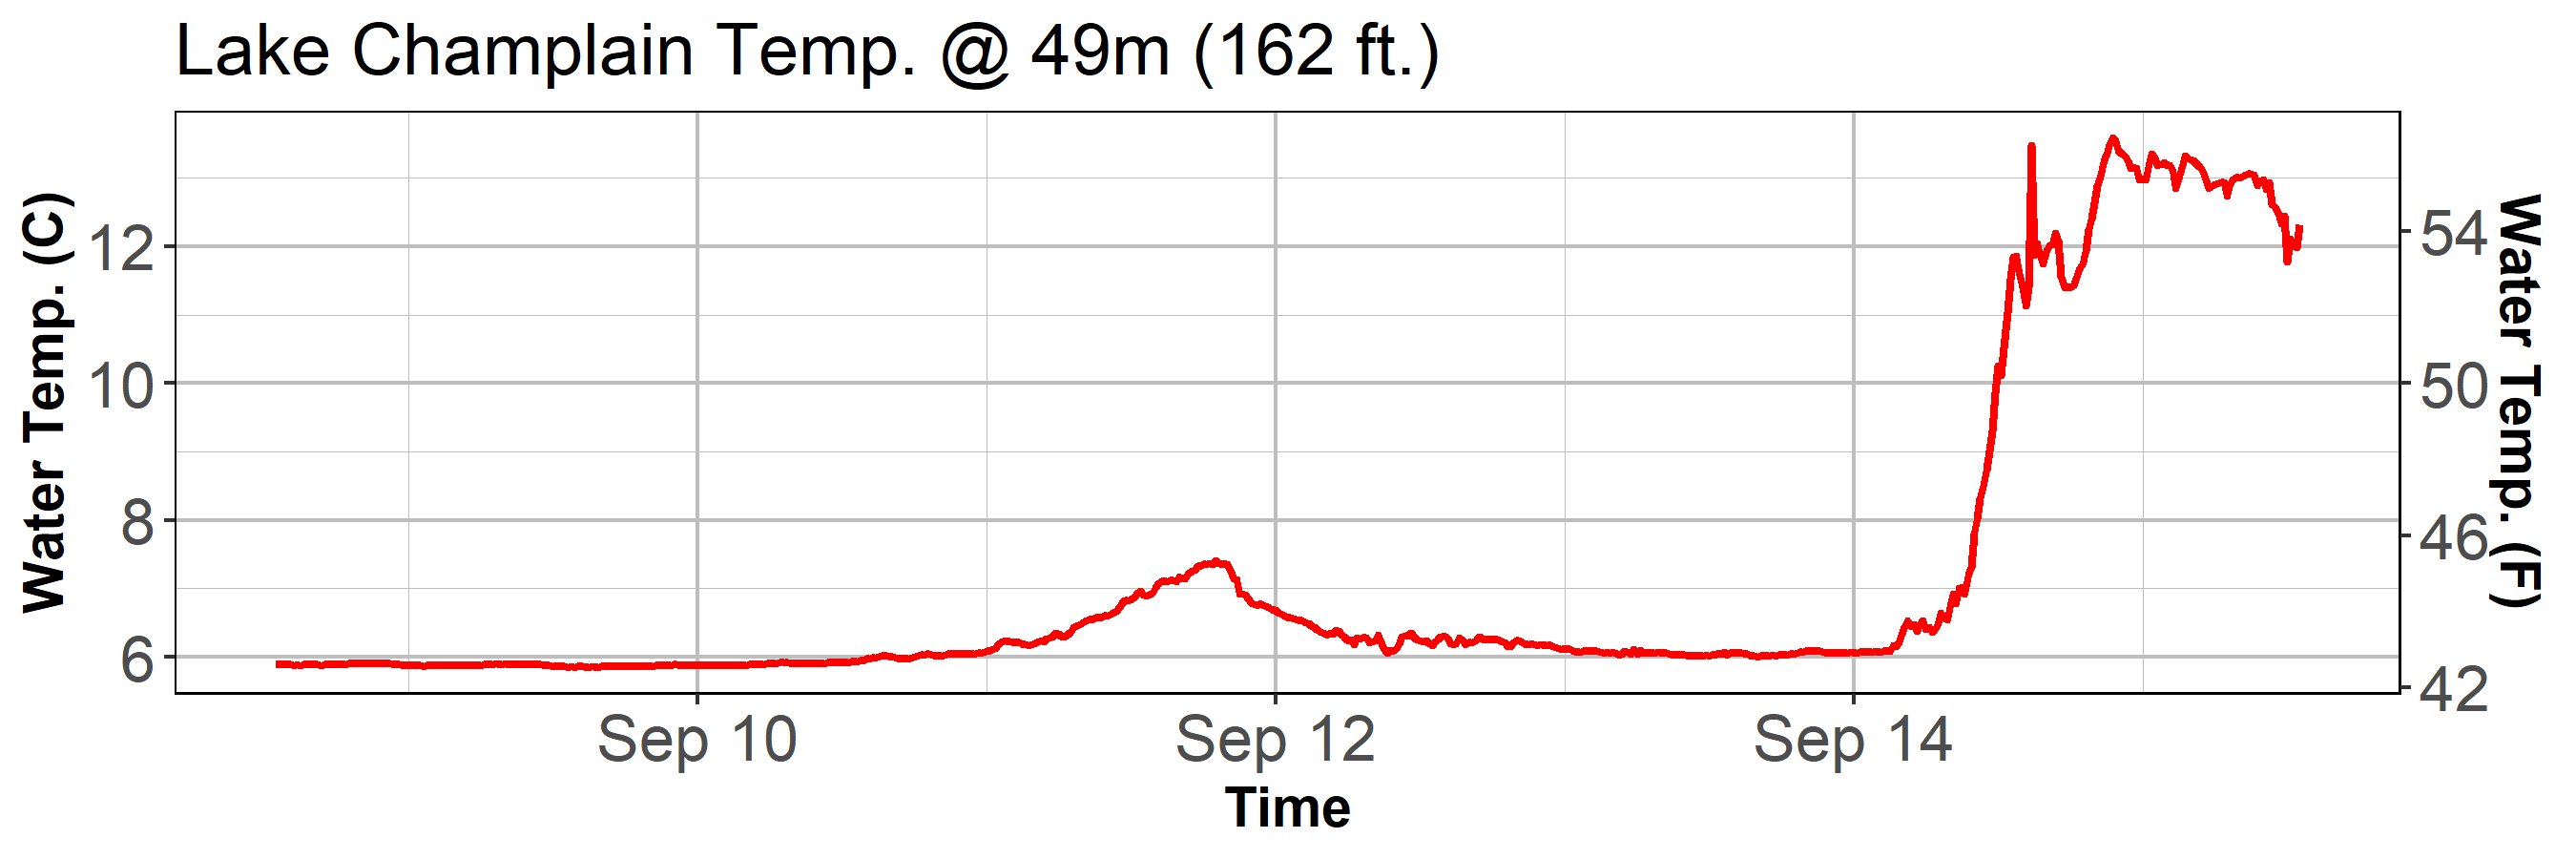 Lake Champlain Temp. @ 49m (162 ft.)
Water Temp. (C)
12
10
8
6
54
50
46
42
Water Temp. (F)
Sep 10
Sep 12
Sep 14
Time